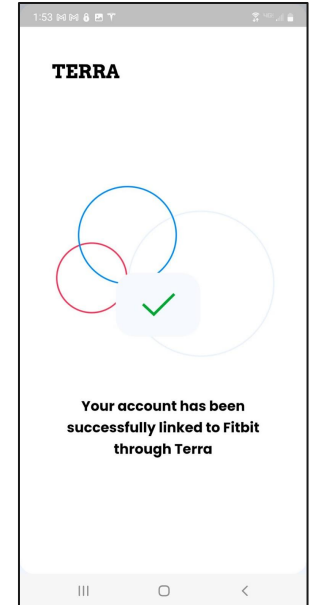 1:53
TERRA
Your account has been
successfully linked to Fitbit
through Terra